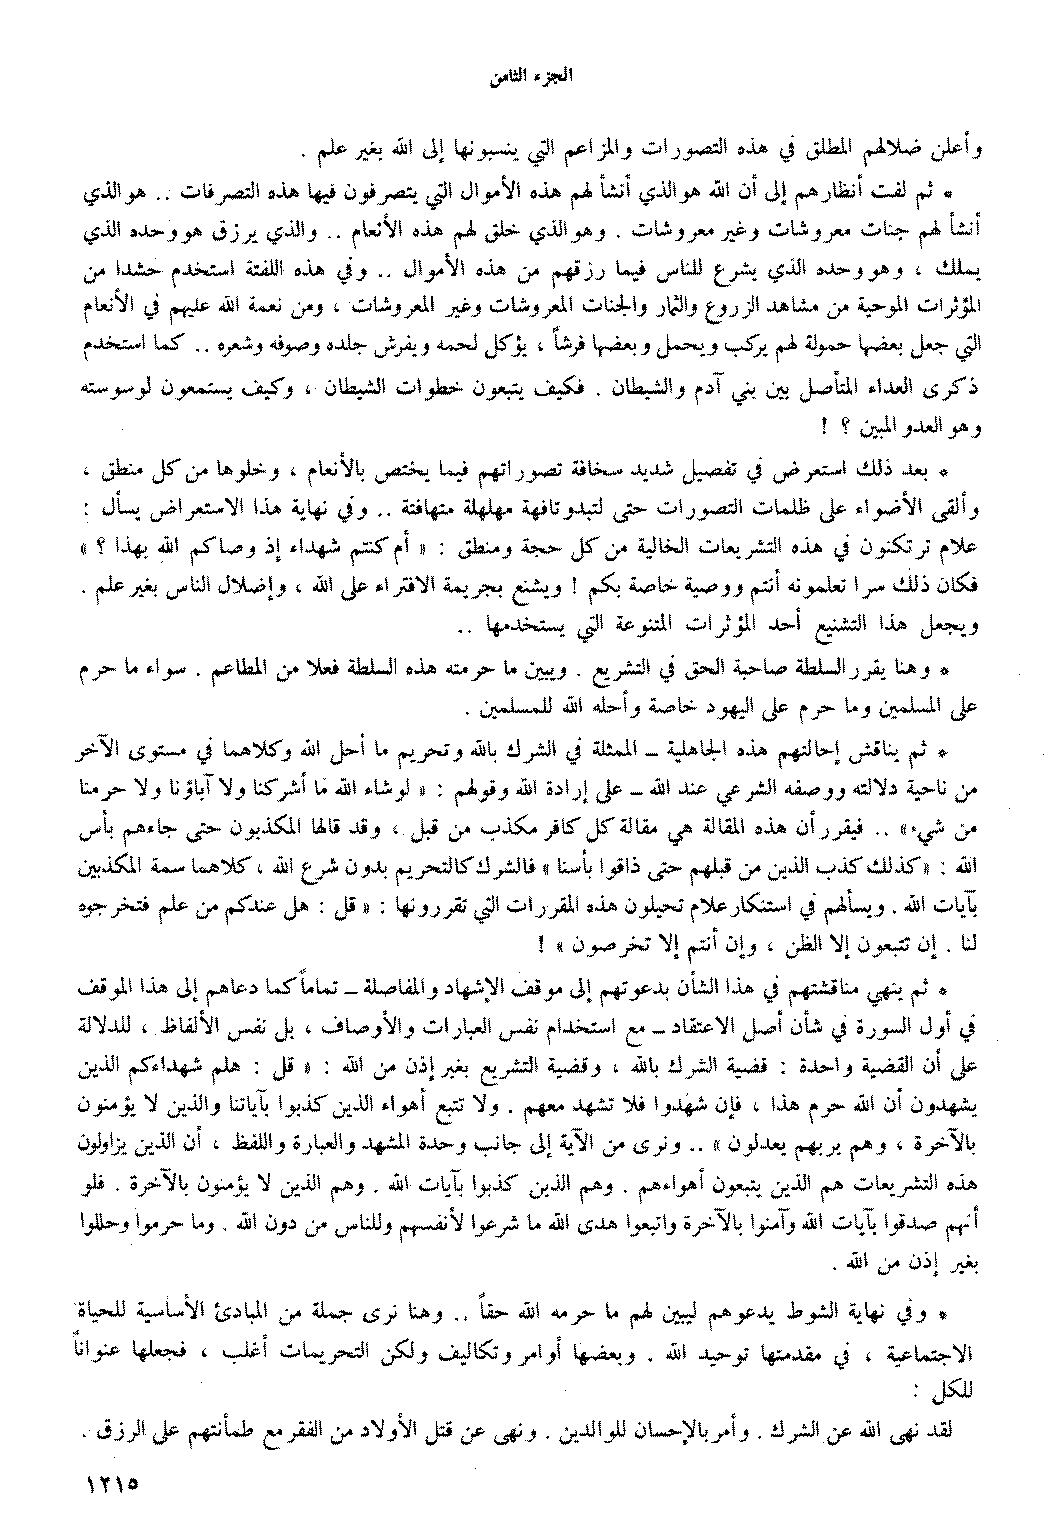 الجزء الثامن
وأعلن ضلالهم المطلق في هذه التصورات والمزاعم التي ينسبونها إلى الله بغير علم .
* ثم لفت أنظارهم إلى أن الله هو الذي أنشأ لهم هذه الأموال التي يتصرفون فيها هذه التصرفات .. هو الذي
أنشأ لهم جنات معروشات وغير معروشات . وهو الذي خلق لهم هذه الأنعام .. والذي يرزق هو وحده الذي
يملك ، وهو وحده الذي يشرع للناس فيما رزقهم من هذه الأموال .. وفي هذه اللفتة استخدم حشدا من
المؤثرات الموحية من مشاهد الزروع والثمار والجنات المعروشات وغير المعروشات ، ومن نعمة الله عليهم في الأنعام
التي جعل بعضها حمولة لهم يركب ويحمل وبعضها فرشاً ، يؤكل لحمه ويفرش جلده وصوفه وشعره .. كما استخدم
ذكرى العداء المتأصل بين بني آدم والشيطان . فكيف يتبعون خطوات الشيطان ، وكيف يستمعون لوسوسته
وهو العدو المبين ؟ !
* بعد ذلك استعرض في تفصيل شديد سخافة تصوراتهم فيما يختص بالأنعام ، وخلوها من كل منطق ،
وألقى الأضواء على ظلمات التصورات حتى لتبدو تافهة مهلهلة متهافتة .. وفي نهاية هذا الاستعراض يسأل :
علام ترتكنون في هذه التشريعات الخالية من كل حجة ومنطق : « أم كنتم شهداء إذ وصاكم الله بهذا ؟ »
فكان ذلك سرا تعلمونه أنتم ووصية خاصة بكم ! ويشنع بجريمة الافتراء على الله ، وإضلال الناس بغير علم .
ويجعل هذا التشنيع أحد المؤثرات المتنوعة التي يستخدمها ..
* وهنا يقرر السلطة صاحبة الحق في التشريع . ويبين ما حرمته هذه السلطة فعلا من المطاعم . سواء ما حرم
على المسلمين وما حرم على اليهود خاصة وأحله الله للمسلمين .
* ثم يناقش إحالتهم هذه الجاهلية – الممثلة في الشرك بالله وتحريم ما أحل الله وكلاهما في مستوى الآخر
من ناحية دلالته ووصفه الشرعي عند الله – على إرادة الله وقولهم : « لو شاء الله ما أشركنا ولا آباؤنا ولا حرمنا
من شيء» .. فيقرر أن هذه المقالة هي مقالة كل كافر مكذب من قبل ، وقد قالها المكذبون حتى جاءهم بأس
الله : «كذلك كذب الذين من قبلهم حتى ذاقوا بأسنا » فالشرك كالتحريم بدون شرع الله ، كلاهما سمة المكذبين
بآيات الله . ويسألهم في استنكار علام تحيلون هذه المقررات التي تقررونها : « قل : هل عندكم من علم فتخرجوه
لنا . إن تتبعون إلا الظن ، وإن أنتم إلا تخرصون » !
* ثم ينهي مناقشتهم في هذا الشأن بدعوتهم إلى موقف الإشهاد والمفاصلة – تماماً كما دعاهم إلى هذا الموقف
في أول السورة في شأن أصل الاعتقاد – مع استخدام نفس العبارات والأوصاف ، بل نفس الألفاظ ، للدلالة
على أن القضية واحدة : قضية الشرك بالله ، وقضية التشريع بغير إذن من الله : « قل : هلم شهداءكم الذين
يشهدون أن الله حرم هذا ، فإن شهدوا فلا تشهد معهم . ولا تتبع أهواء الذين كذبوا بآياتنا والذين لا يؤمنون
بالآخرة ، وهم بربهم يعدلون » .. ونرى من الآية إلى جانب وحدة المشهد والعبارة واللفظ ، أن الذين يزاولون
هذه التشريعات هم الذين يتبعون أهواءهم . وهم الذين كذبوا بآيات الله . وهم الذين لا يؤمنون بالآخرة . فلو
أنهم صدقوا بآيات الله وآمنوا بالآخرة واتبعوا هدى الله ما شرعوا لأنفسهم وللناس من دون الله . وما حرموا وحللوا
بغير إذن من الله .
* وفي نهاية الشوط يدعوهم ليبين لهم ما حرمه الله حقاً .. وهنا نرى جملة من المبادئ الأساسية للحياة
الاجتماعية ، في مقدمتها توحيد الله . وبعضها أوامر وتكاليف ولكن التحريمات أغلب ، فجعلها عنواناً
للكل :
لقد نهى الله عن الشرك . وأمر بالإحسان للوالدين . ونهى عن قتل الأولاد من الفقر مع طمأنتهم على الرزق .
١٢١٥